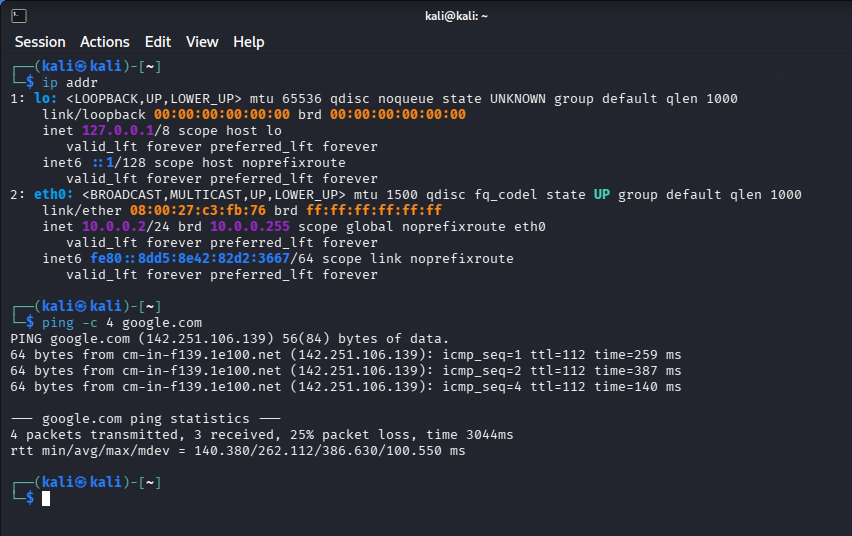 kali@kali: ~
Session Actions Edit View Help
┌──(kali㉿kali)-[~]
└─$ ip addr
1: lo: <LOOPBACK,UP,LOWER_UP> mtu 65536 qdisc noqueue state UNKNOWN group default qlen 1000
    link/loopback 00:00:00:00:00:00 brd 00:00:00:00:00:00
    inet 127.0.0.1/8 scope host lo
       valid_lft forever preferred_lft forever
    inet6 ::1/128 scope host noprefixroute
       valid_lft forever preferred_lft forever
2: eth0: <BROADCAST,MULTICAST,UP,LOWER_UP> mtu 1500 qdisc fq_codel state UP group default qlen 1000
    link/ether 08:00:27:c3:fb:76 brd ff:ff:ff:ff:ff:ff
    inet 10.0.0.2/24 brd 10.0.0.255 scope global noprefixroute eth0
       valid_lft forever preferred_lft forever
    inet6 fe80::8dd5:8e42:82d2:3667/64 scope link noprefixroute
       valid_lft forever preferred_lft forever
┌──(kali㉿kali)-[~]
└─$ ping -c 4 google.com
PING google.com (142.251.106.139) 56(84) bytes of data.
64 bytes from cm-in-f139.1e100.net (142.251.106.139): icmp_seq=1 ttl=112 time=259 ms
64 bytes from cm-in-f139.1e100.net (142.251.106.139): icmp_seq=2 ttl=112 time=387 ms
64 bytes from cm-in-f139.1e100.net (142.251.106.139): icmp_seq=4 ttl=112 time=140 ms
--- google.com ping statistics ---
4 packets transmitted, 3 received, 25% packet loss, time 3044ms
rtt min/avg/max/mdev = 140.380/262.112/386.630/100.550 ms
┌──(kali㉿kali)-[~]
└─$